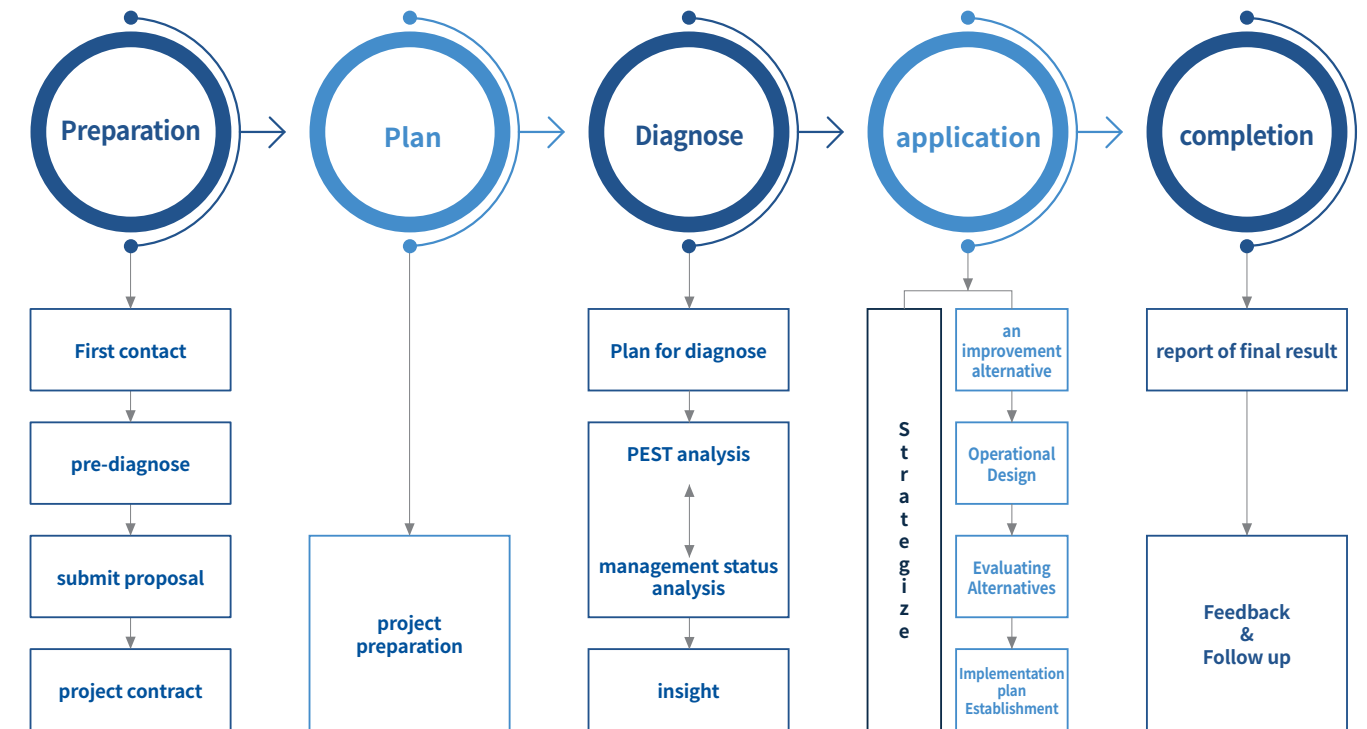 Preparation
Plan
Diagnose
application
completion
First contact
pre-diagnose
submit proposal
project contract
project
preparation
Plan for diagnose
PEST analysis
management status
analysis
insight
Strategize
an
improvement
alternative
Operational
Design
Evaluating
Alternatives
Implementation
plan
Establishment
report of final result
Feedback
&
Follow up